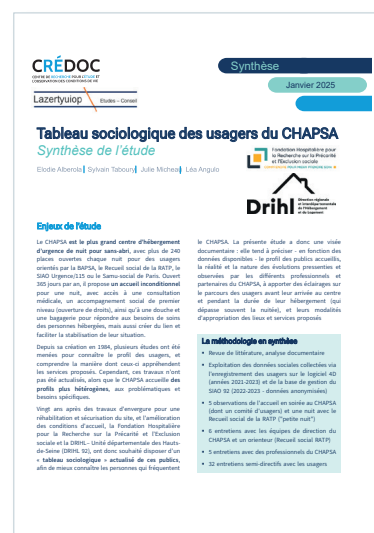 CRÉDOC
CENTRE DE RECHERCHE POUR L'ÉTUDE ET
L'OBSERVATION DES CONDITIONS DE VIE
Lazertyuiop
Etudes – Conseil
Synthèse
Janvier 2025
Tableau sociologique des usagers du CHAPSA
Synthèse de l'étude
Elodie Alberola Sylvain Taboury Julie Micheau Léa Angulo
Fondation Hospitalière pour
la Recherche sur la Précarité
et l'Exclusion sociale
Drihl
Direction régionale
et interdépartementale
de l'Hébergement
et du Logement
Enjeux de l'étude
Le CHAPSA est le plus grand centre d'hébergement
d'urgence de nuit pour sans-abri, avec plus de 240
places ouvertes chaque nuit pour des usagers
orientés par la BAPSA, le Recueil social de la RATP, le
SIAO Urgence/115 ou le Samu-social de Paris. Ouvert
365 jours par an, il propose un accueil inconditionnel
pour une nuit, avec accès à une consultation
médicale, un accompagnement social de premier
niveau (ouverture de droits), ainsi qu'à une douche et
une bagagerie pour répondre aux besoins de soins
des personnes hébergées, mais aussi créer du lien et
faciliter la stabilisation de leur situation.
Depuis sa création en 1984, plusieurs études ont été
menées pour connaître le profil des usagers, et
comprendre la manière dont ceux-ci appréhendent
les services proposés. Cependant, ces travaux n'ont
pas été actualisés, alors que le CHAPSA accueille des
profils plus hétérogènes, aux problématiques et
besoins spécifiques.
Vingt ans après des travaux d'envergure pour une
réhabilitation et sécurisation du site, et l'amélioration
des conditions d'accueil, la Fondation Hospitalière
pour la Recherche sur la Précarité et l'Exclusion
sociale et la DRIHL– Unité départementale des Hauts-
de-Seine (DRIHL 92), ont donc souhaité disposer d'un
« tableau sociologique » actualisé de ces publics,
afin de mieux connaître les personnes qui fréquentent
le CHAPSA. La présente étude a donc une visée
documentaire : elle tend à préciser - en fonction des
données disponibles - le profil des publics accueillis,
la réalité et la nature des évolutions pressenties et
observées par les différents professionnels et
partenaires du CHAPSA, à apporter des éclairages sur
le parcours des usagers avant leur arrivée au centre
et pendant la durée de leur hébergement (qui
dépasse souvent la nuitée), et leurs modalités
d'appropriation des lieux et services proposés
La méthodologie en synthèse
• Revue de littérature, analyse documentaire
• Exploitation des données sociales collectées via
l'enregistrement des usagers sur le logiciel 4D
(années 2021-2023) et de la base de gestion du
SIAO 92 (2022-2023 - données anonymisées)
• 5 observations de l'accueil en soirée au CHAPSA
(dont un comité d'usagers) et une nuit avec le
Recueil social de la RATP ("petite nuit")
• 6 entretiens avec les équipes de direction du
CHAPSA et un orienteur (Recueil social RATP)
• 5 entretiens avec des professionnels du CHAPSA
• 32 entretiens semi-directifs avec les usagers